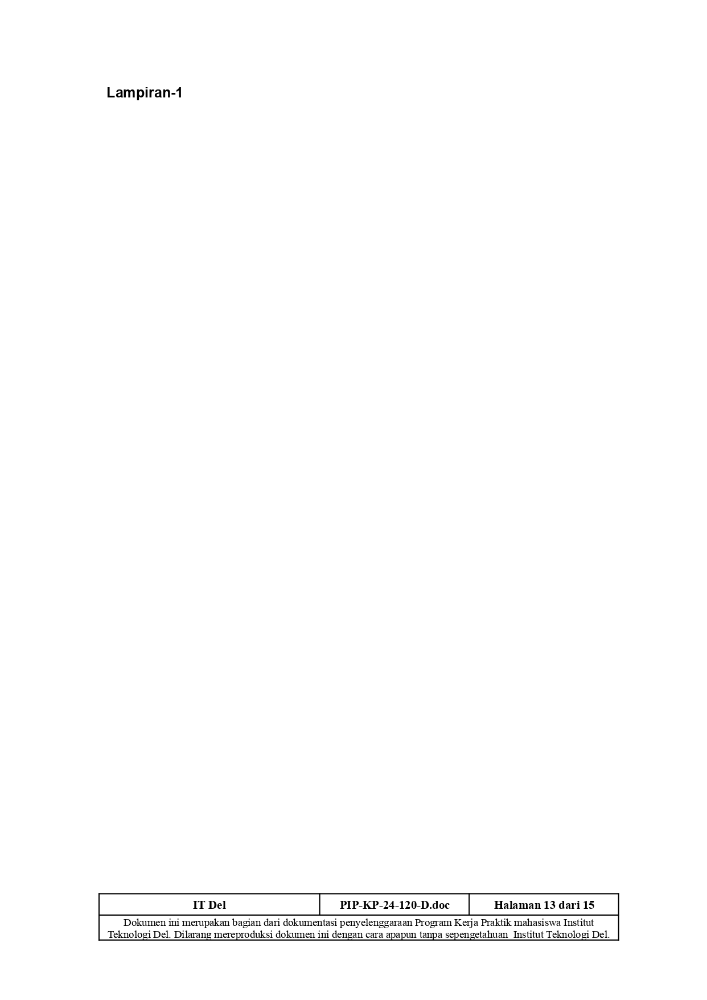 Lampiran-1
IT Del PIP-KP-24-120-D.doc Halaman 13 dari 15
Dokumen ini merupakan bagian dari dokumentasi penyelenggaraan Program Kerja Praktik mahasiswa Institut
Teknologi Del. Dilarang mereproduksi dokumen ini dengan cara apapun tanpa sepengetahuan  Institut Teknologi Del.